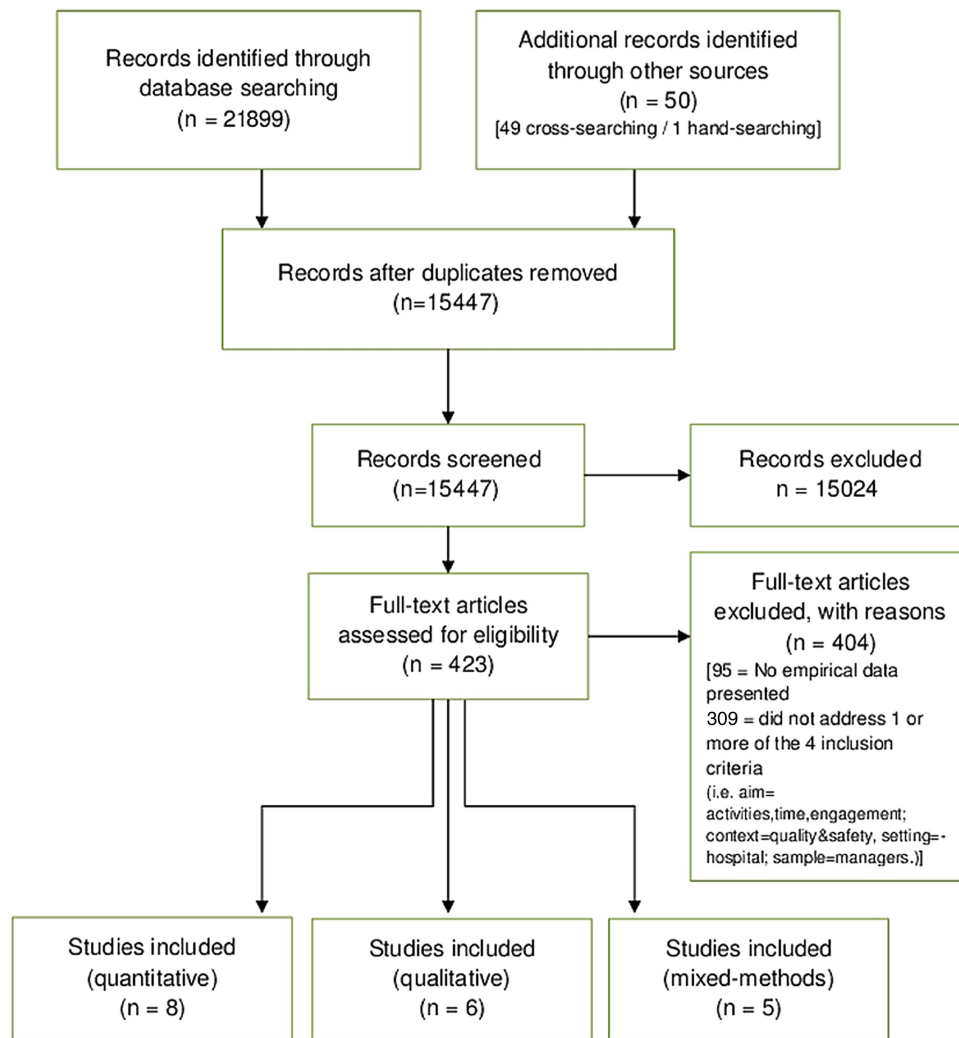 Records identified through
database searching
(n = 21899)
Additional records identified
through other sources
(n = 50)
[49 cross-searching / 1 hand-searching]
Records after duplicates removed
(n=15447)
Records screened
(n=15447)
Records excluded
n = 15024
Full-text articles
assessed for eligibility
(n = 423)
Full-text articles
excluded, with reasons
(n = 404)
[95 = No empirical data
presented
309 = did not address 1 or
more of the 4 inclusion
criteria
(i.e. aim=
activities,time,engagement;
context=quality&safety, setting=-
hospital; sample=managers.)]
Studies included
(quantitative)
(n = 8)
Studies included
(qualitative)
(n = 6)
Studies included
(mixed-methods)
(n = 5)